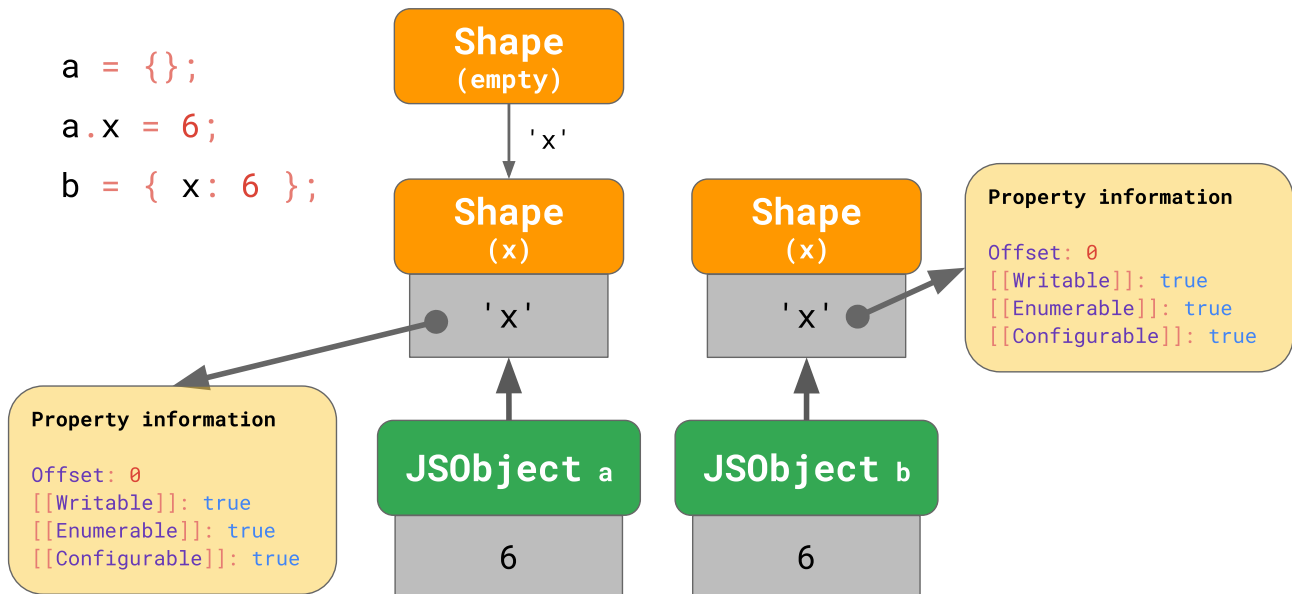 a = {};
a.x = 6;
b = { x: 6 };
Shape
(empty)
'x'
Shape
(x)
'x'
Shape
(x)
'x'
Property information
Offset: 0
[[Writable]]: true
[[Enumerable]]: true
[[Configurable]]: true
Property information
Offset: 0
[[Writable]]: true
[[Enumerable]]: true
[[Configurable]]: true
JSObject a
6
JSObject b
6